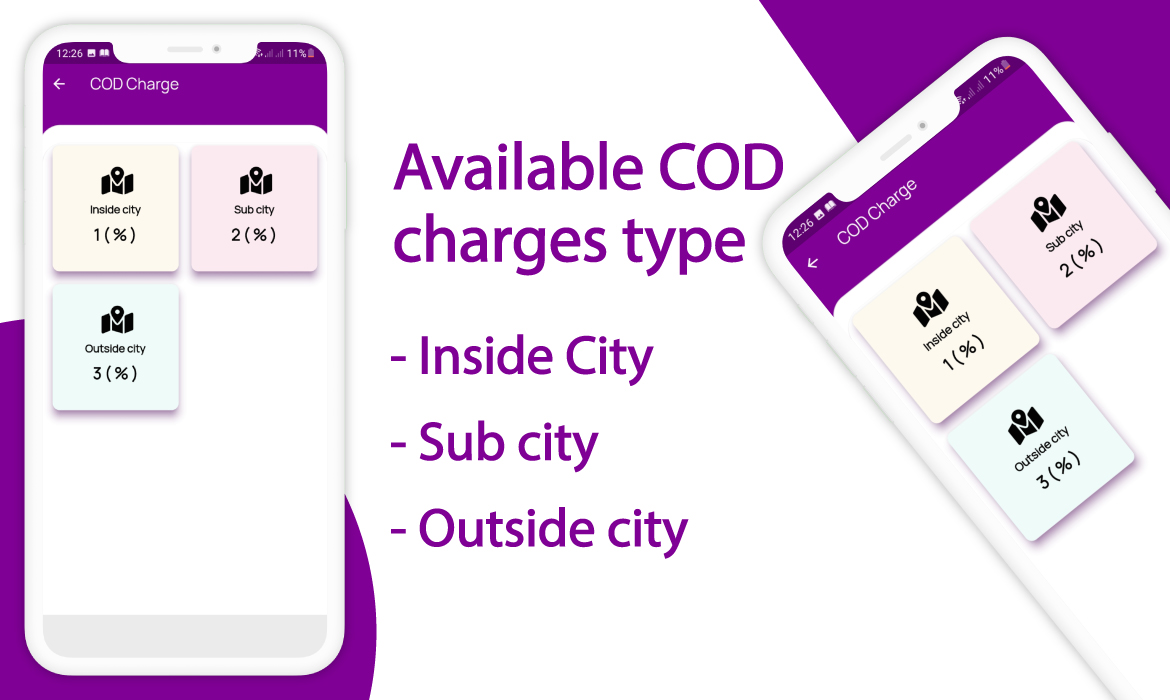 12:26 11%
COD Charge
Inside city
1 ( % )
Sub city
2 ( % )
Outside city
3 ( % )
Available COD
charges type
- Inside City
- Sub city
- Outside city
12:26 11%
COD Charge
Inside city
1 ( % )
Sub city
2 ( % )
Outside city
3 ( % )